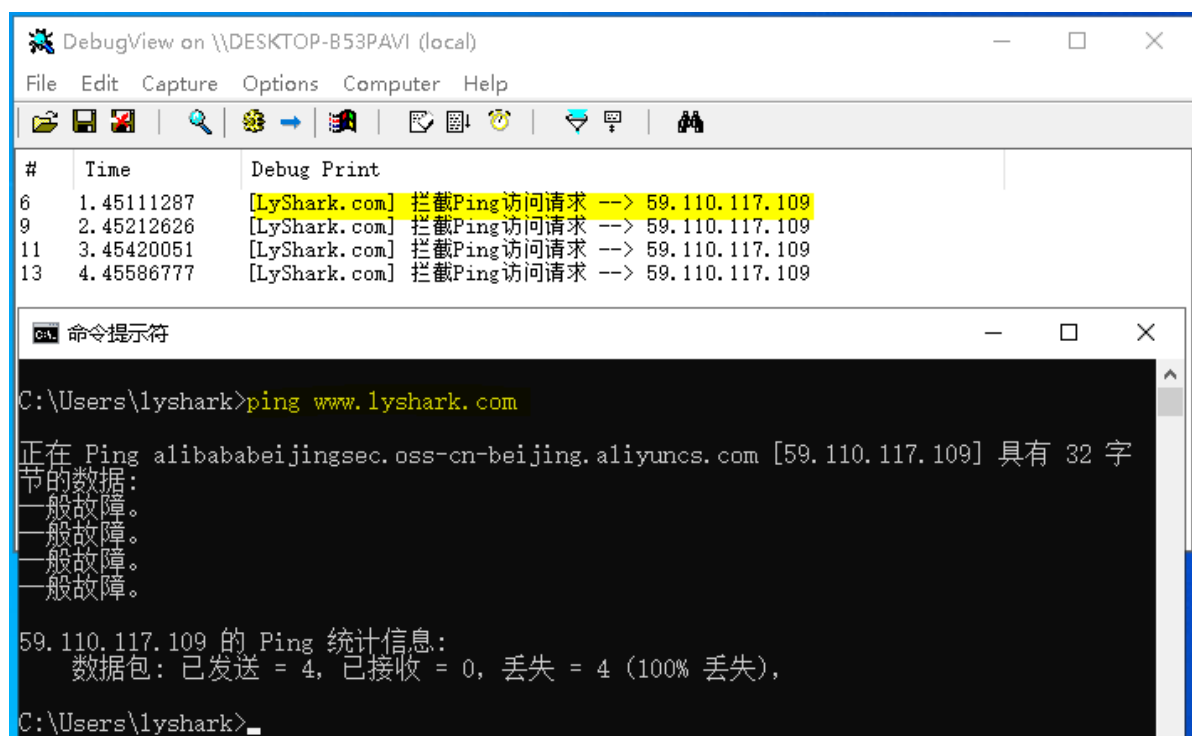 DebugView on \\DESKTOP-B53PAVI (local)
File Edit Capture Options Computer Help
# Time Debug Print
6 1.45111287 [LyShark.com] 拦截Ping访问请求 --> 59.110.117.109
9 2.45212626 [LyShark.com] 拦截Ping访问请求 --> 59.110.117.109
11 3.45420051 [LyShark.com] 拦截Ping访问请求 --> 59.110.117.109
13 4.45586777 [LyShark.com] 拦截Ping访问请求 --> 59.110.117.109
C:\. 命令提示符
C:\Users\lyshark>ping www.lyshark.com
正在 Ping alibababeijingsec.oss-cn-beijing.aliyuncs.com [59.110.117.109] 具有 32 字
节的数据:
一般故障。
一般故障。
一般故障。
一般故障。
59.110.117.109 的 Ping 统计信息:
数据包: 已发送 = 4，已接收 = 0，丢失 = 4 (100% 丢失)，
C:\Users\lyshark>